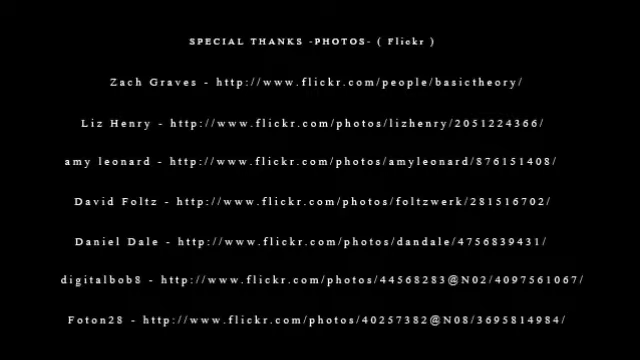 SPECIAL THANKS -PHOTOS- ( Flickr )
Zach Graves - http://www.flickr.com/people/basictheory/
Liz Henry - http://www.flickr.com/photos/lizhenry/2051224366/
amy leonard - http://www.flickr.com/photos/amyleonard/876151408/
David Foltz - http://www.flickr.com/photos/foltzwerk/281516702/
Daniel Dale - http://www.flickr.com/photos/dandale/4756839431/
digitalbob8 - http://www.flickr.com/photos/44568283@N02/4097561067/
Foton28 - http://www.flickr.com/photos/40257382@N08/3695814984/